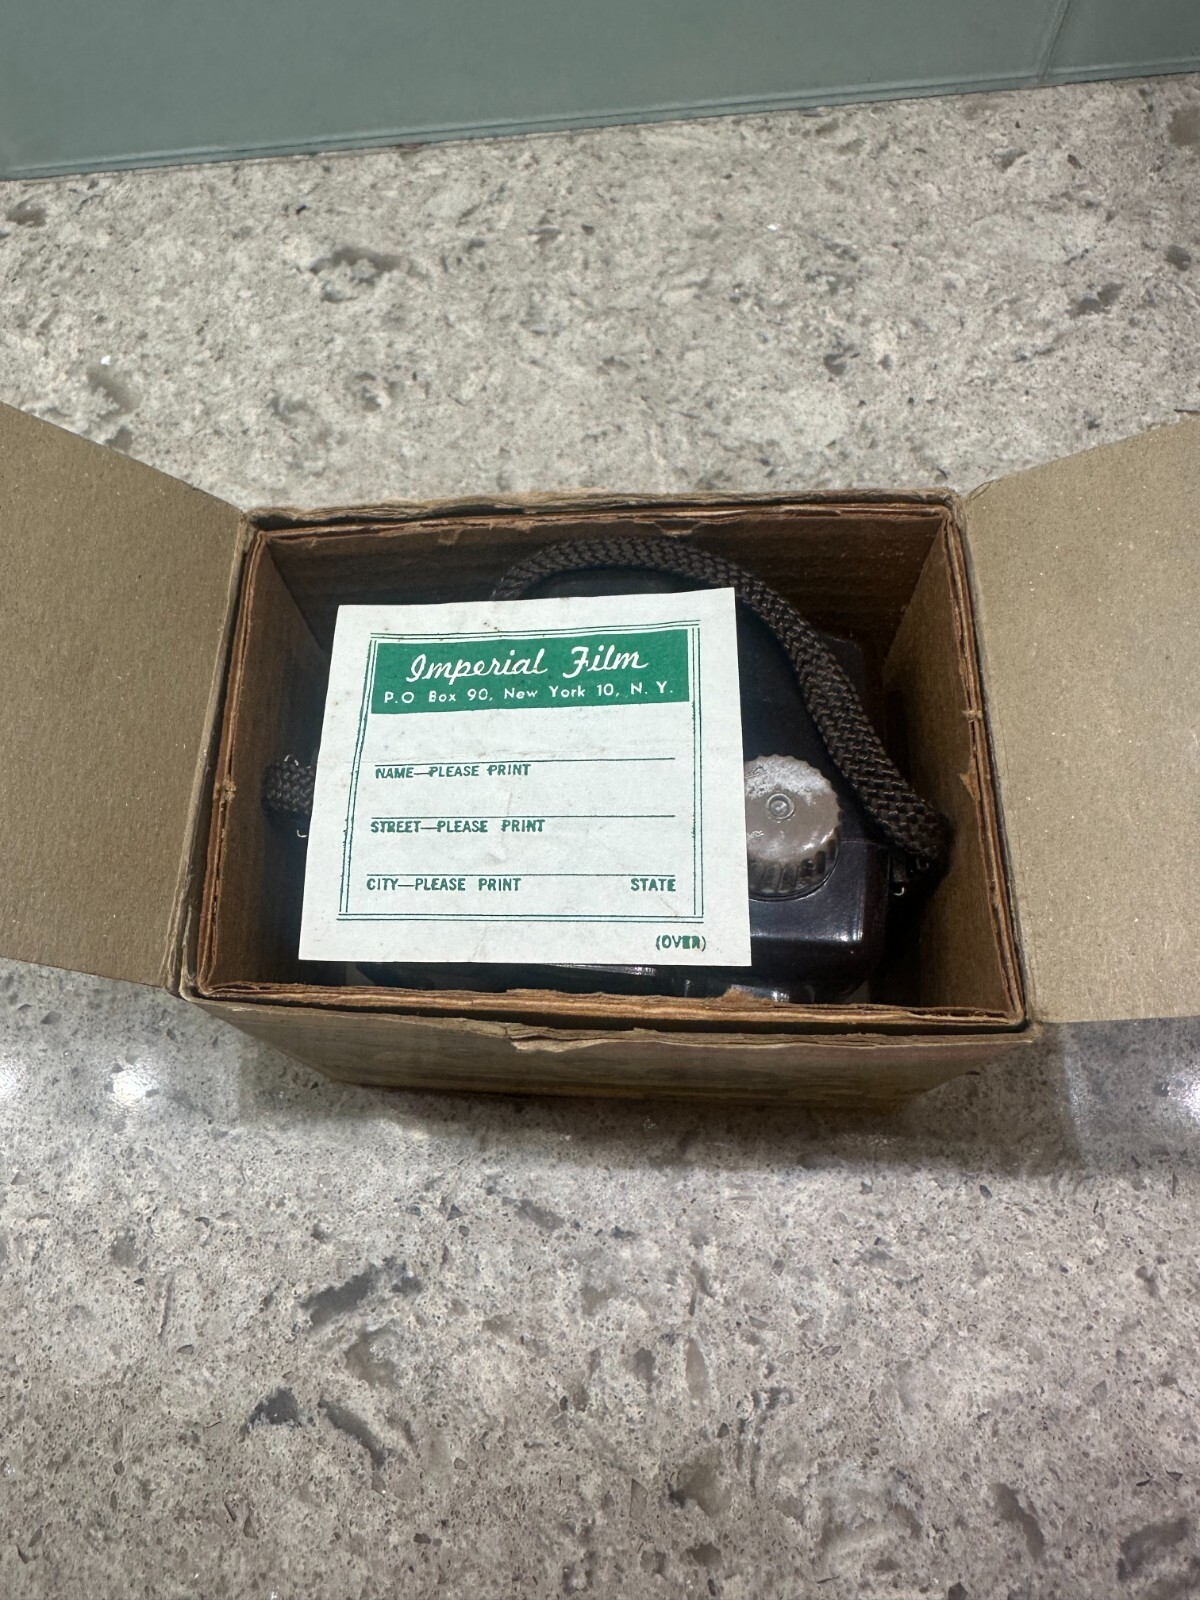 Imperial Film
P.O Box 90, New York 10, N. Y.
NAME—PLEASE PRINT
STREET—PLEASE PRINT
CITY—PLEASE PRINT STATE
(OVER)